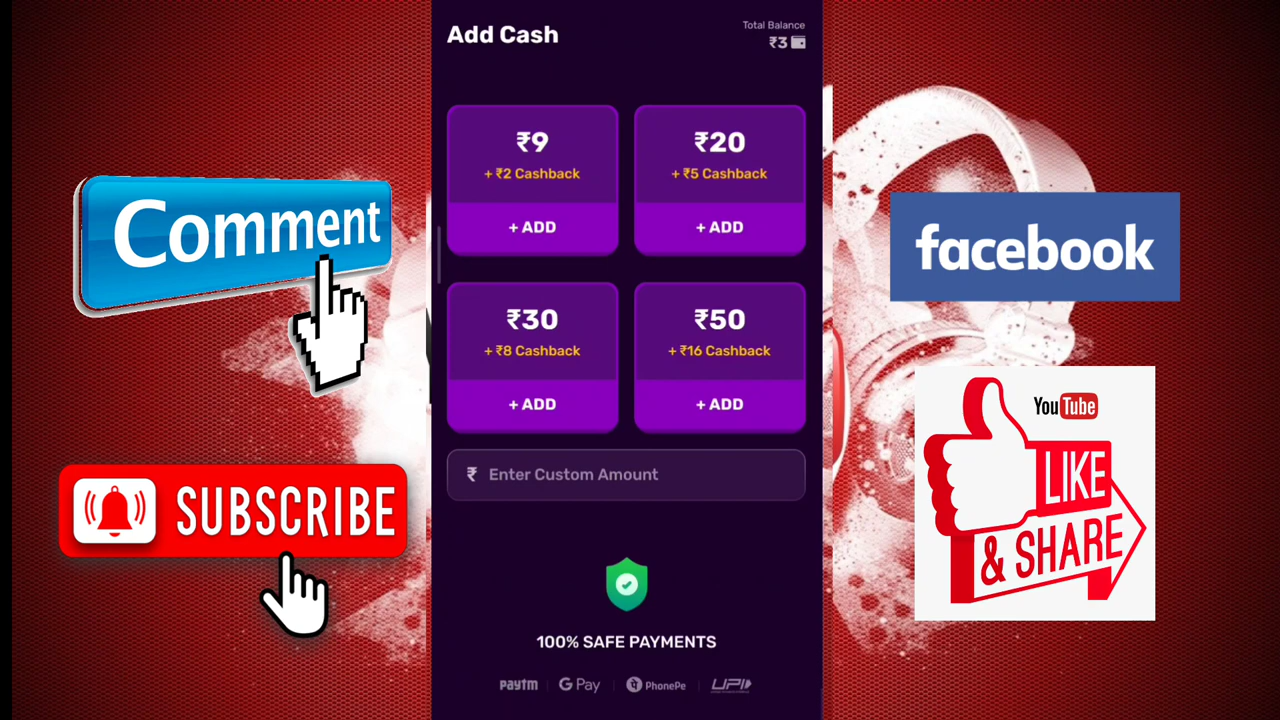 Add Cash
Total Balance
₹3
₹9
+ ₹2 Cashback
+ ADD
₹20
+ ₹5 Cashback
+ ADD
₹30
+ ₹8 Cashback
+ ADD
₹50
+ ₹16 Cashback
+ ADD
₹ Enter Custom Amount
100% SAFE PAYMENTS
paytm
G Pay
PhonePe
UPI
Comment
SUBSCRIBE
facebook
YouTube
LIKE
& SHARE